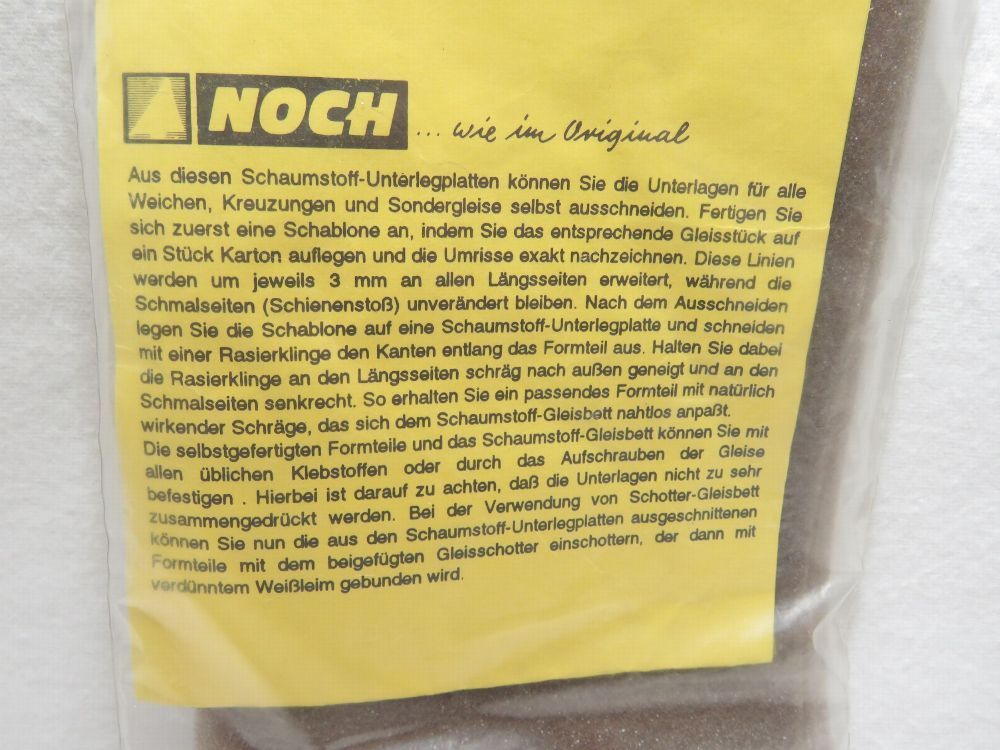 NOCH ... wie im Original
Aus diesen Schaumstoff-Unterlegplatten können Sie die Unterlagen für alle
Weichen, Kreuzungen und Sondergleise selbst ausschneiden. Fertigen Sie
sich zuerst eine Schablone an, indem Sie das entsprechende Gleisstück auf
ein Stück Karton auflegen und die Umrisse exakt nachzeichnen. Diese Linien
werden um jeweils 3 mm an allen Längsseiten erweitert, während die
Schmalseiten (Schienenstoß) unverändert bleiben. Nach dem Ausschneiden
legen Sie die Schablone auf eine Schaumstoff-Unterlegplatte und schneiden
mit einer Rasierklinge den Kanten entlang das Formteil aus. Halten Sie dabei
die Rasierklinge an den Längsseiten schräg nach außen geneigt und an den
Schmalseiten senkrecht. So erhalten Sie ein passendes Formteil mit natürlich
wirkender Schräge, das sich dem Schaumstoff-Gleisbett nahtlos anpaßt.
Die selbstgefertigten Formteile und das Schaumstoff-Gleisbett können Sie mit
allen üblichen Klebstoffen oder durch das Aufschrauben der Gleise
befestigen . Hierbei ist darauf zu achten, daß die Unterlagen nicht zu sehr
zusammengedrückt werden. Bei der Verwendung von Schotter-Gleisbett
können Sie nun die aus den Schaumstoff-Unterlegplatten ausgeschnittenen
Formteile mit dem beigefügten Gleisschotter einschottern, der dann mit
verdünntem Weißleim gebunden wird.